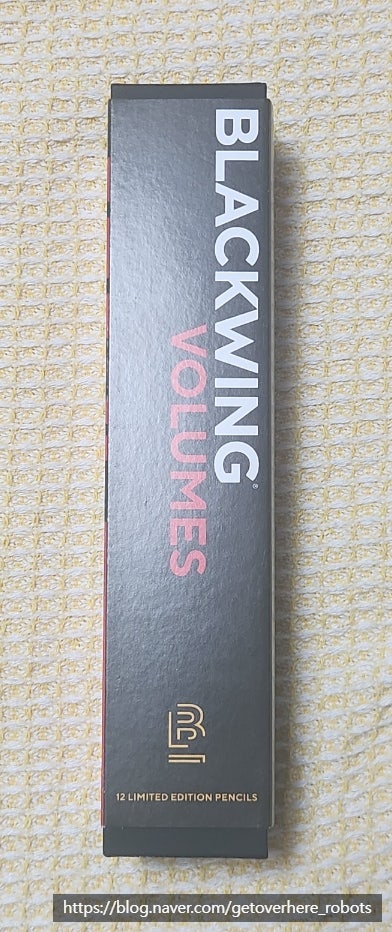 BLACKWING®
VOLUMES
12 LIMITED EDITION PENCILS
https://blog.naver.com/getoverhere_robots